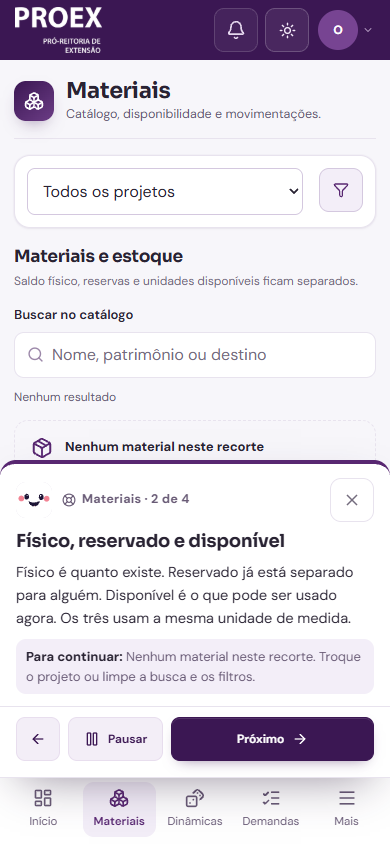 PROEX
PRÓ-REITORIA DE
EXTENSÃO
O
Materiais
Catálogo, disponibilidade e movimentações.
Todos os projetos
Materiais e estoque
Saldo físico, reservas e unidades disponíveis ficam separados.
Buscar no catálogo
Nome, patrimônio ou destino
Nenhum resultado
Nenhum material neste recorte
Materiais · 2 de 4
Físico, reservado e disponível
Físico é quanto existe. Reservado já está separado
para alguém. Disponível é o que pode ser usado
agora. Os três usam a mesma unidade de medida.
Para continuar: Nenhum material neste recorte. Troque
o projeto ou limpe a busca e os filtros.
Pausar
Próximo
Início
Materiais
Dinâmicas
Demandas
Mais